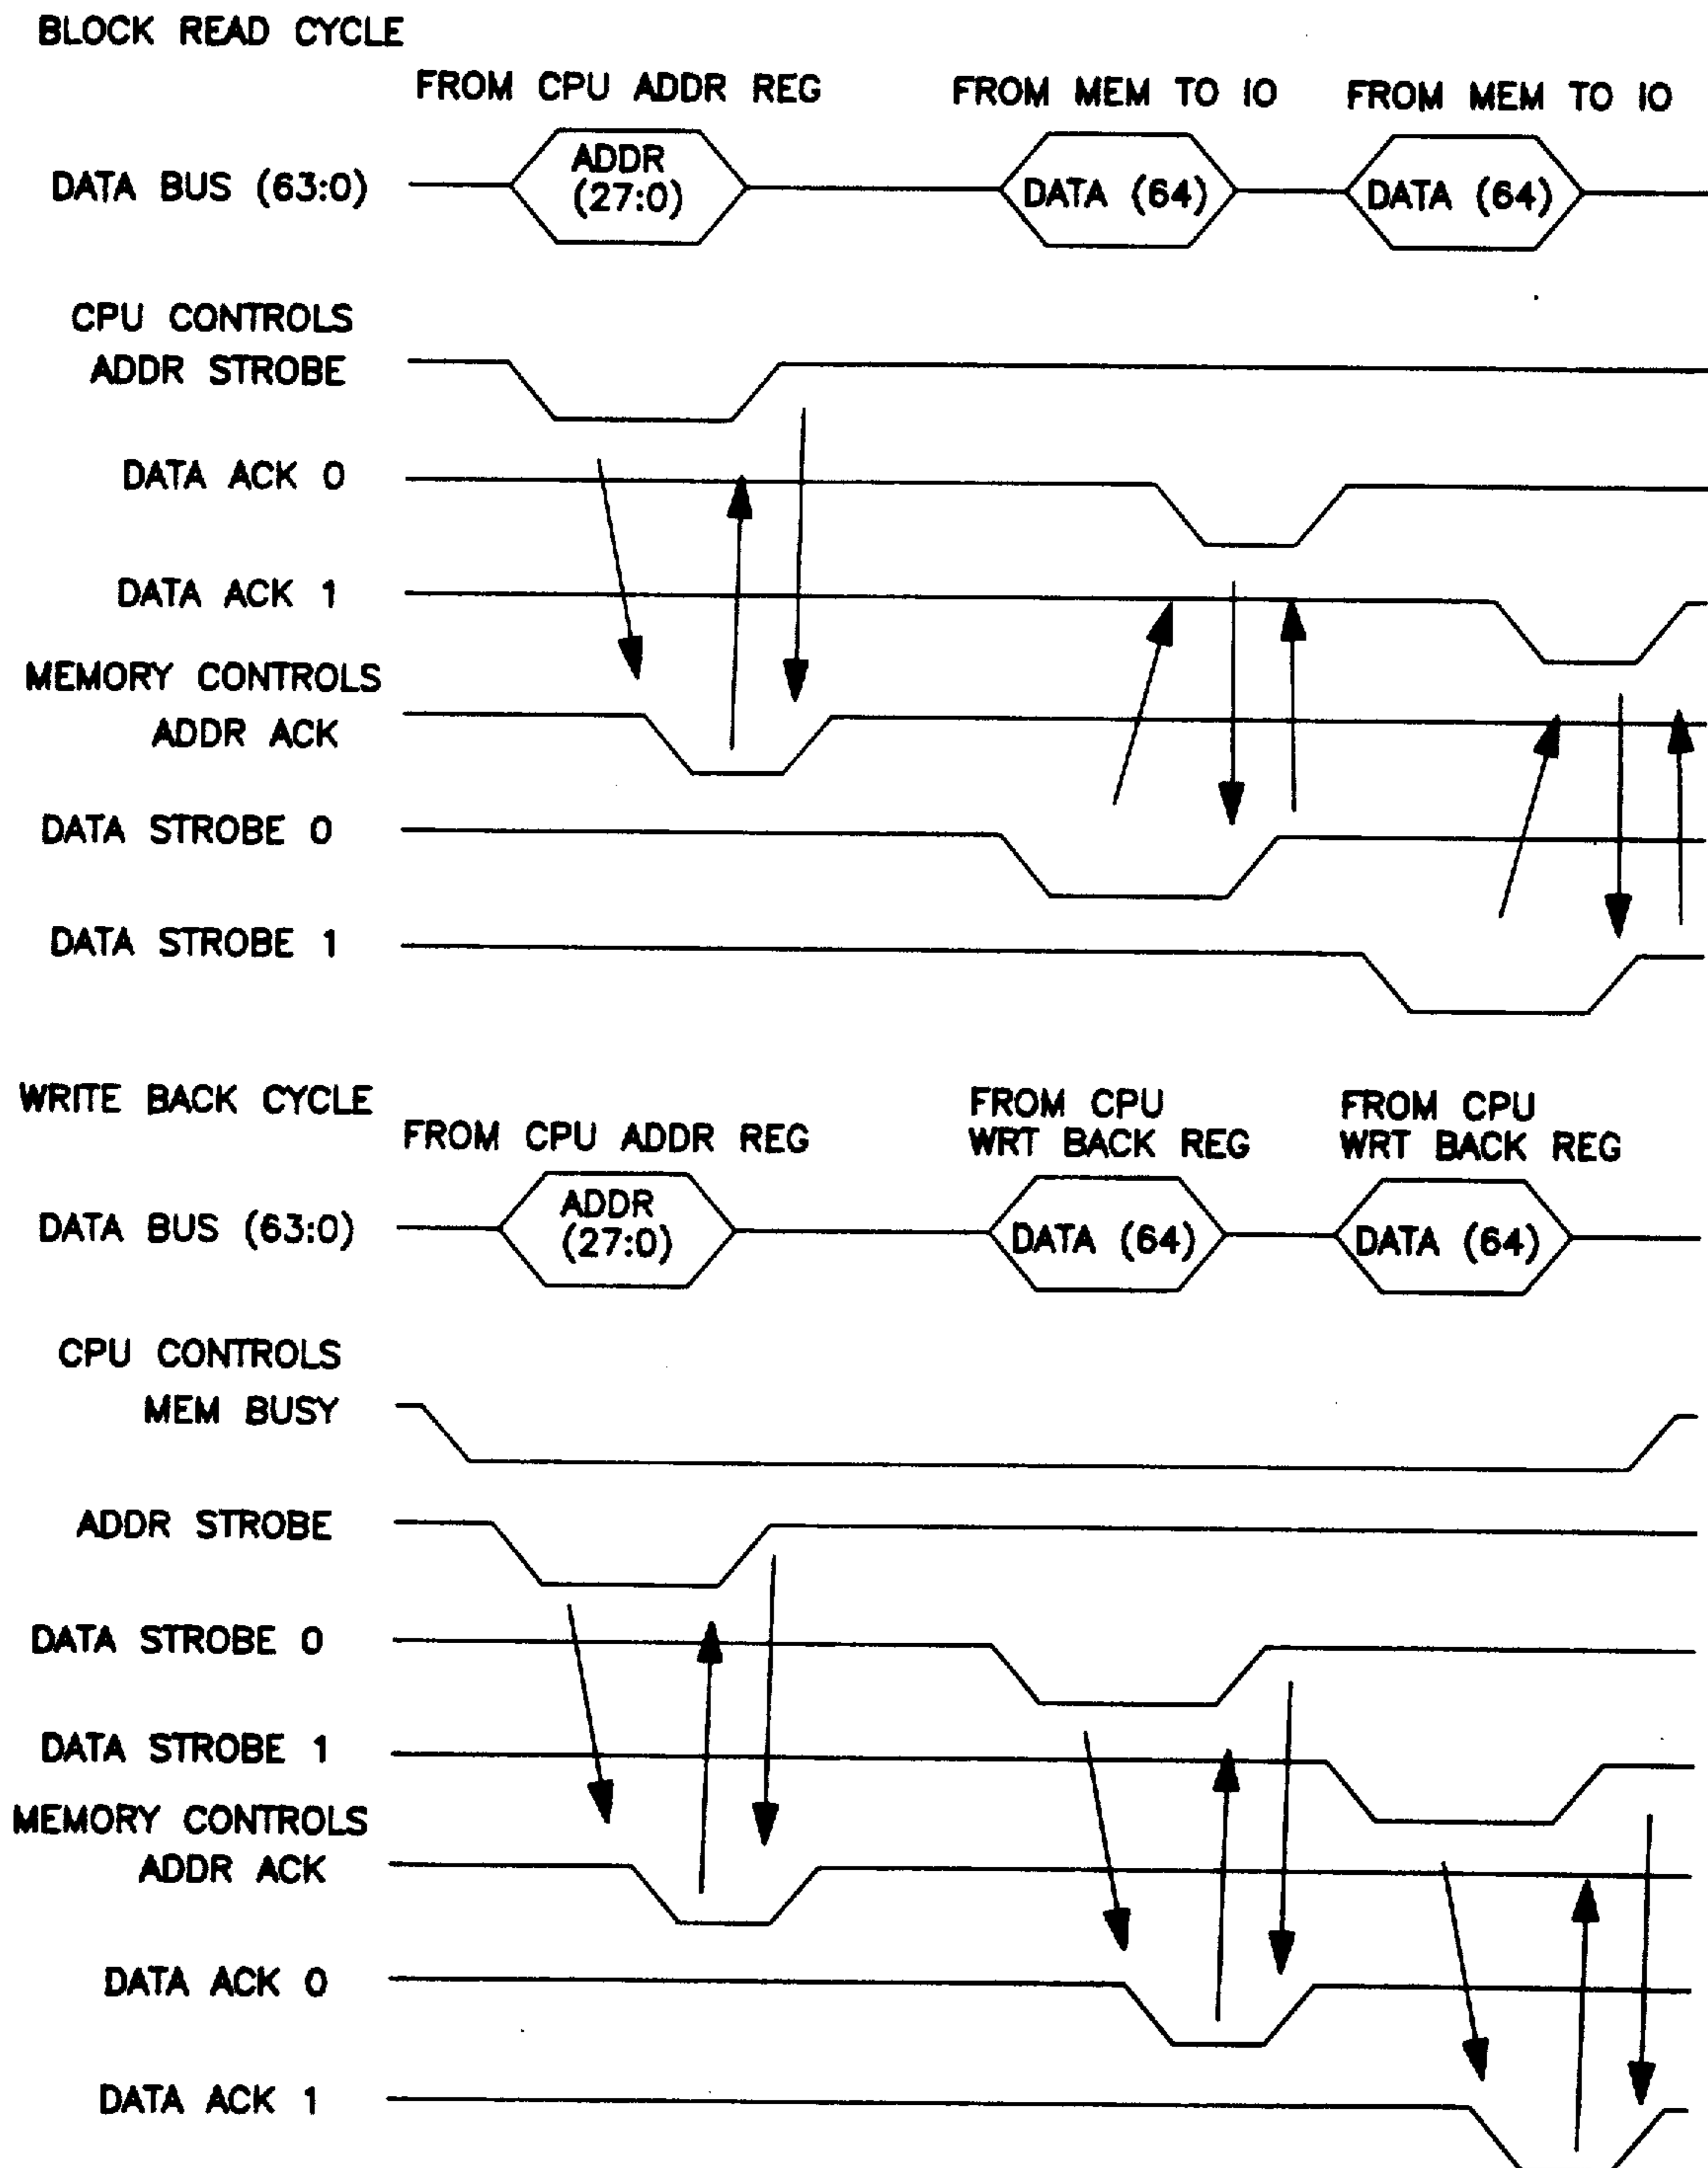 BLOCK READ CYCLE
FROM CPU ADDR REG
FROM MEM TO IO
FROM MEM TO IO
DATA BUS (63:0)
ADDR
(27:0)
DATA (64)
DATA (64)
CPU CONTROLS
ADDR STROBE
DATA ACK 0
DATA ACK 1
MEMORY CONTROLS
ADDR ACK
DATA STROBE 0
DATA STROBE 1
WRITE BACK CYCLE
FROM CPU ADDR REG
FROM CPU
WRT BACK REG
FROM CPU
WRT BACK REG
DATA BUS (63:0)
ADDR
(27:0)
DATA (64)
DATA (64)
CPU CONTROLS
MEM BUSY
ADDR STROBE
DATA STROBE 0
DATA STROBE 1
MEMORY CONTROLS
ADDR ACK
DATA ACK 0
DATA ACK 1